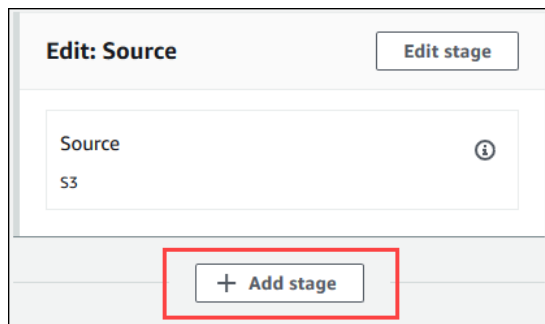 Edit: Source
Edit stage
Source
S3
+ Add stage